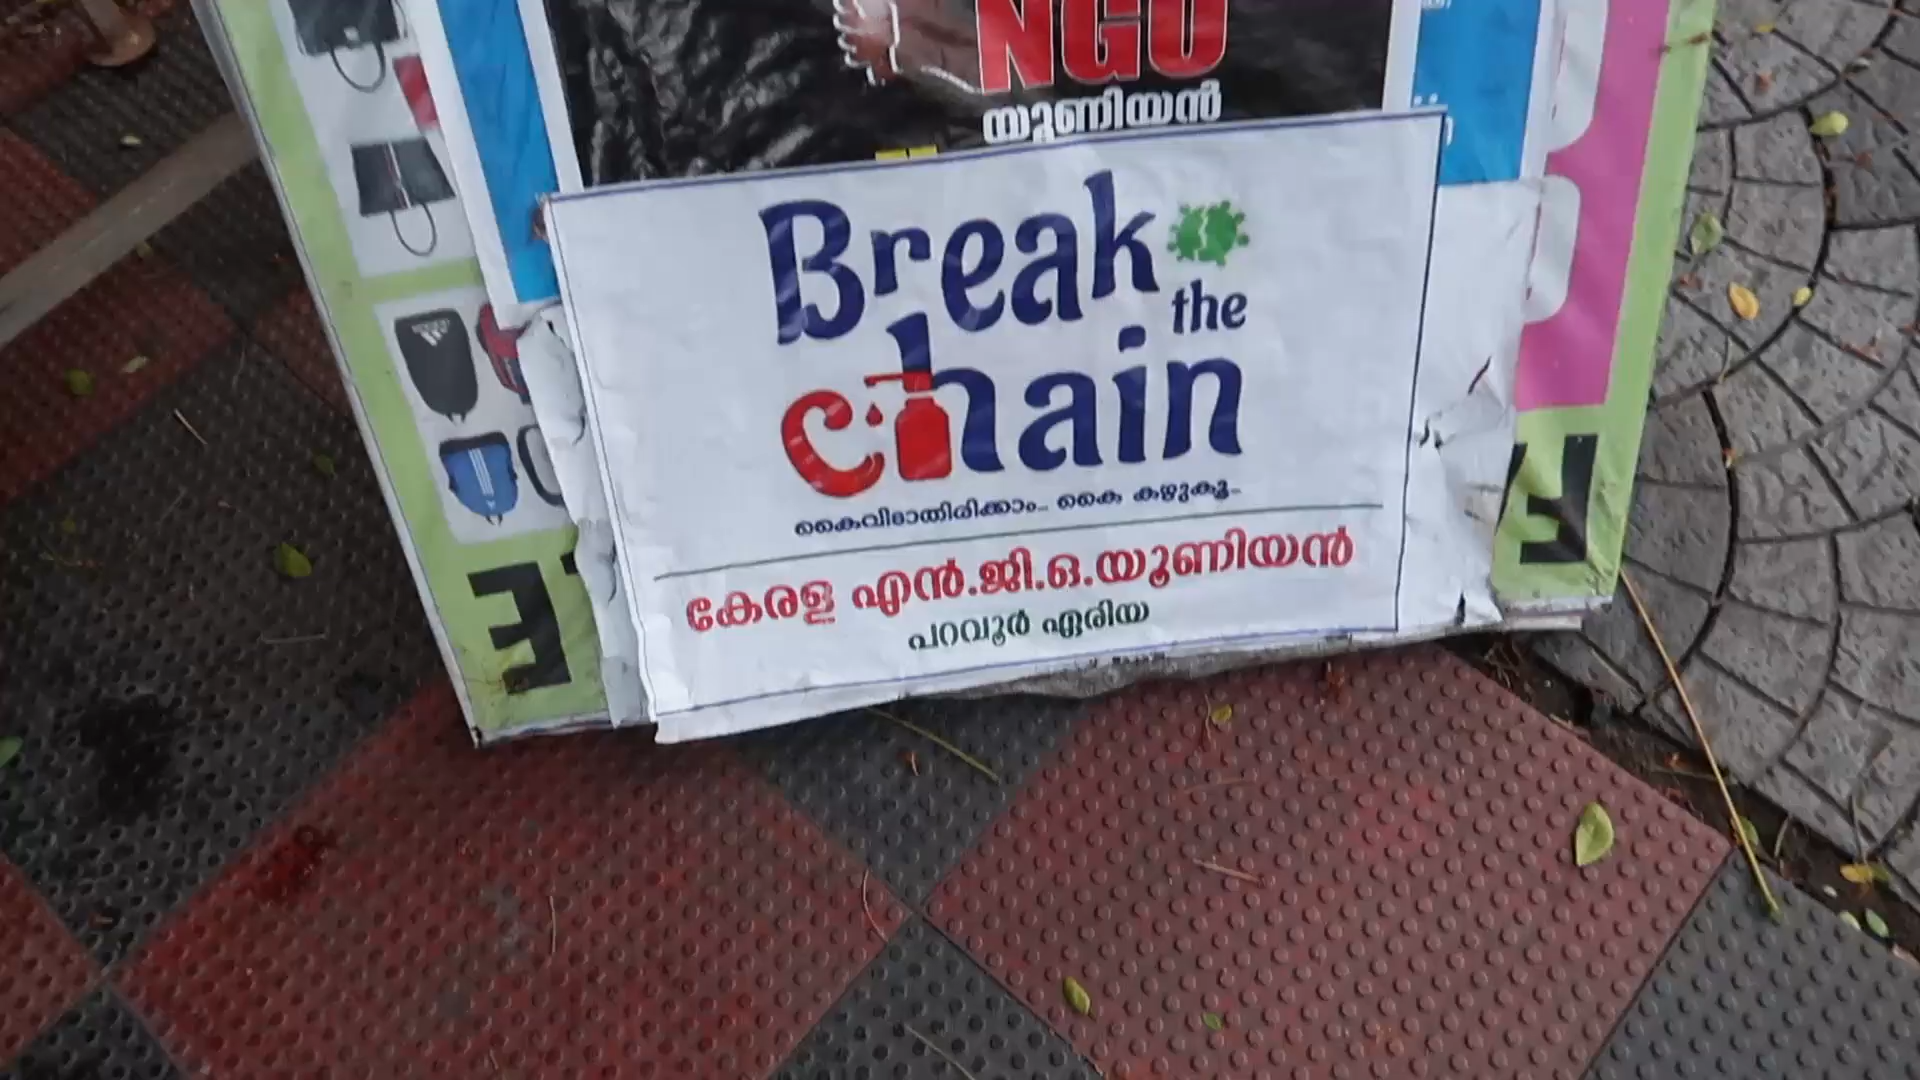 NGO
യൂണിയൻ
Break
the
chain
കൈവിടാതിരിക്കാം... കൈ കഴുകൂ...
കേരള എൻ.ജി.ഒ.യൂണിയൻ
പറവൂർ ഏരിയ